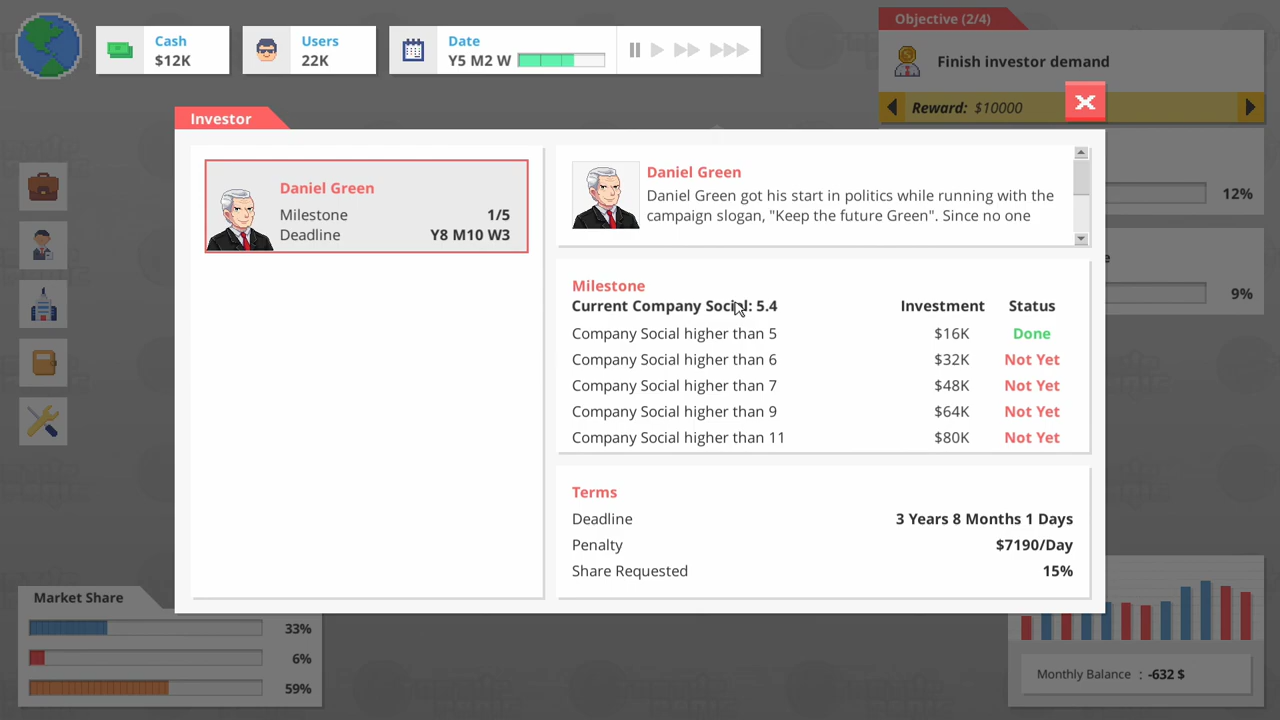 Cash
$12K
Users
22K
Date
Y5 M2 W
Objective (2/4)
Finish investor demand
Reward: $10000
Investor
Daniel Green
Milestone 1/5
Deadline Y8 M10 W3
Daniel Green
Daniel Green got his start in politics while running with the
campaign slogan, "Keep the future Green". Since no one
Milestone
Current Company Social: 5.4 Investment Status
Company Social higher than 5 $16K Done
Company Social higher than 6 $32K Not Yet
Company Social higher than 7 $48K Not Yet
Company Social higher than 9 $64K Not Yet
Company Social higher than 11 $80K Not Yet
Terms
Deadline 3 Years 8 Months 1 Days
Penalty $7190/Day
Share Requested 15%
12%
e
9%
Market Share
33%
6%
59%
Monthly Balance : -632 $